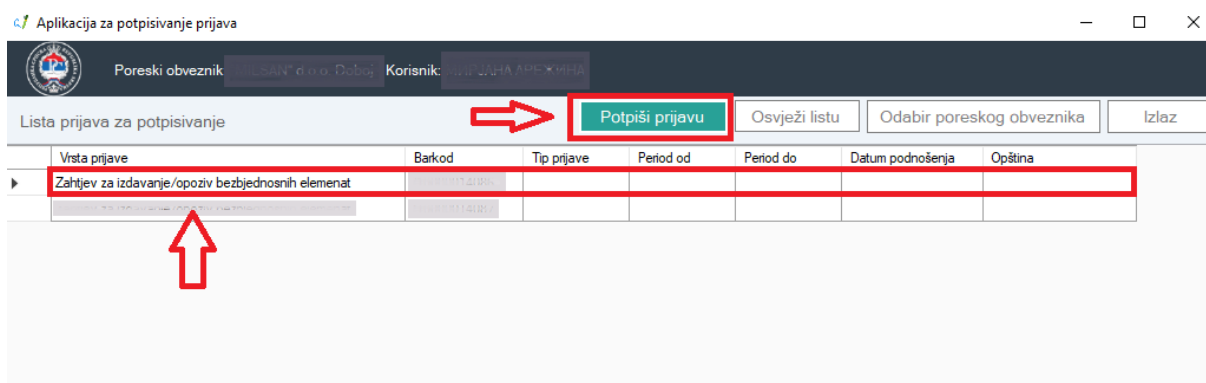 Aplikacija za potpisivanje prijava
Poreski obveznik d.o.o. Doboj Korisnik:
Lista prijava za potpisivanje Potpiši prijavu Osvježi listu Odabir poreskog obveznika Izlaz
Vrsta prijave Barkod Tip prijave Period od Period do Datum podnošenja Opština
Zahtjev za izdavanje/opoziv bezbjednosnih elemenat